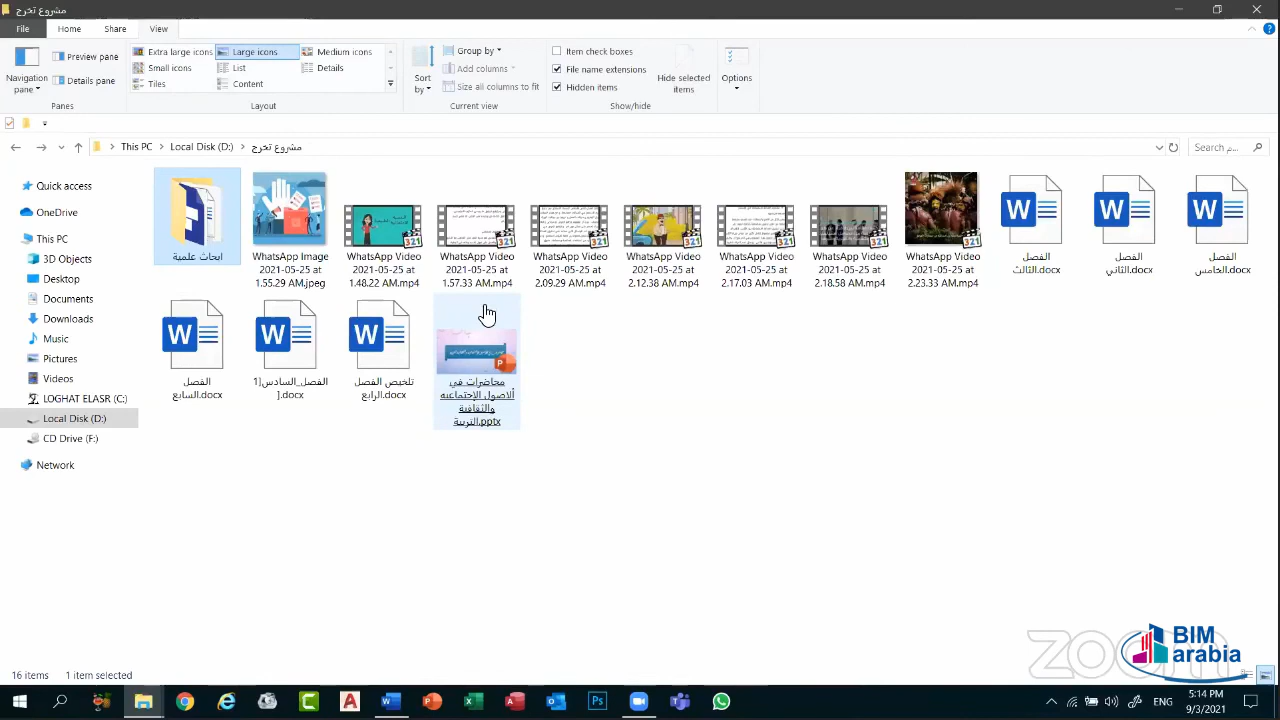 مشروع تخرج
File Home Share View
Preview pane
Extra large icons Large icons Medium icons
Group by
Item check boxes
Small icons List Details
Add columns
File name extensions
Navigation pane
Details pane
Tiles Content
Sort by
Size all columns to fit
Hidden items
Hide selected items
Options
Panes Layout Current view Show/hide
This PC Local Disk (D:) مشروع تخرج
Search م...
Quick access
OneDrive
This PC
3D Objects
Desktop
Documents
Downloads
Music
Pictures
Videos
LOGHAT ELASR (C:)
Local Disk (D:)
CD Drive (F:)
Network
ابحاث علمية
WhatsApp Image
2021-05-25 at
1.55.29 AM.jpeg
WhatsApp Video
2021-05-25 at
1.48.22 AM.mp4
WhatsApp Video
2021-05-25 at
1.57.33 AM.mp4
WhatsApp Video
2021-05-25 at
2.09.29 AM.mp4
WhatsApp Video
2021-05-25 at
2.12.38 AM.mp4
WhatsApp Video
2021-05-25 at
2.17.03 AM.mp4
WhatsApp Video
2021-05-25 at
2.18.58 AM.mp4
WhatsApp Video
2021-05-25 at
2.23.33 AM.mp4
الفصل
الثالث.docx
الفصل
الثاني.docx
الفصل
الخامس.docx
الفصل
السابع.docx
الفصل_السادس[1
].docx
تلخيص الفصل
الرابع.docx
محاضرات في
ألاصول الاجتماعيه
والثقافية
التربية.pptx
16 items 1 item selected
zoom
BIM
arabia
ENG
5:14 PM
9/3/2021